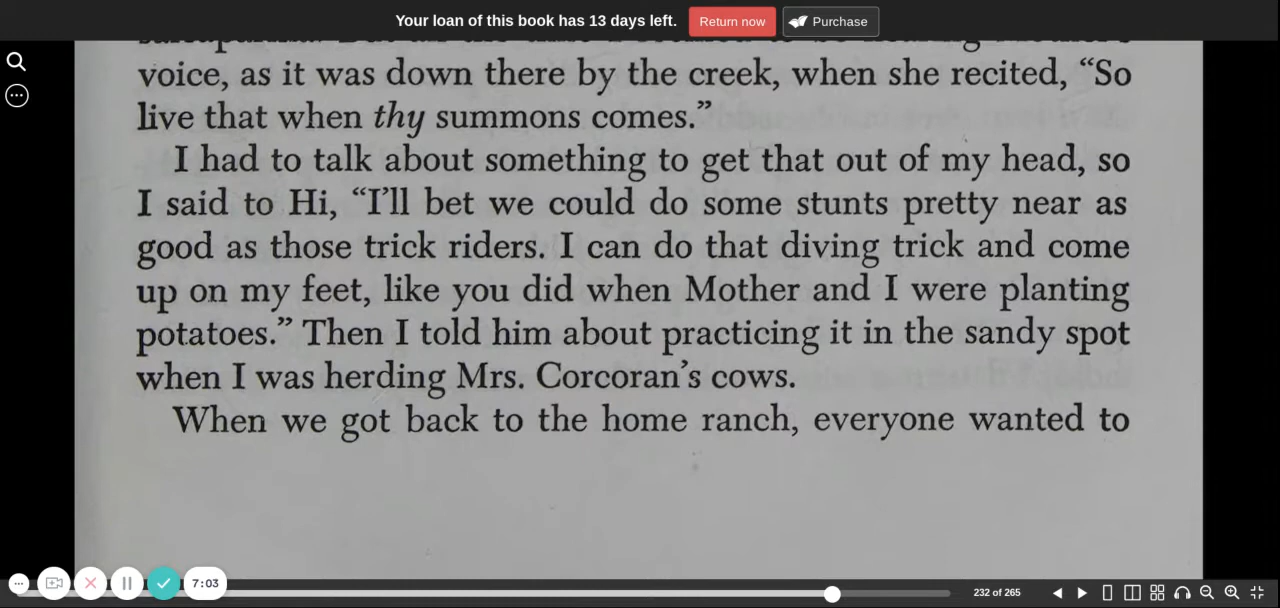 Your loan of this book has 13 days left. Return now Purchase
voice, as it was down there by the creek, when she recited, “So
live that when thy summons comes.”
I had to talk about something to get that out of my head, so
I said to Hi, “I’ll bet we could do some stunts pretty near as
good as those trick riders. I can do that diving trick and come
up on my feet, like you did when Mother and I were planting
potatoes.” Then I told him about practicing it in the sandy spot
when I was herding Mrs. Corcoran’s cows.
When we got back to the home ranch, everyone wanted to
7:03
232 of 265